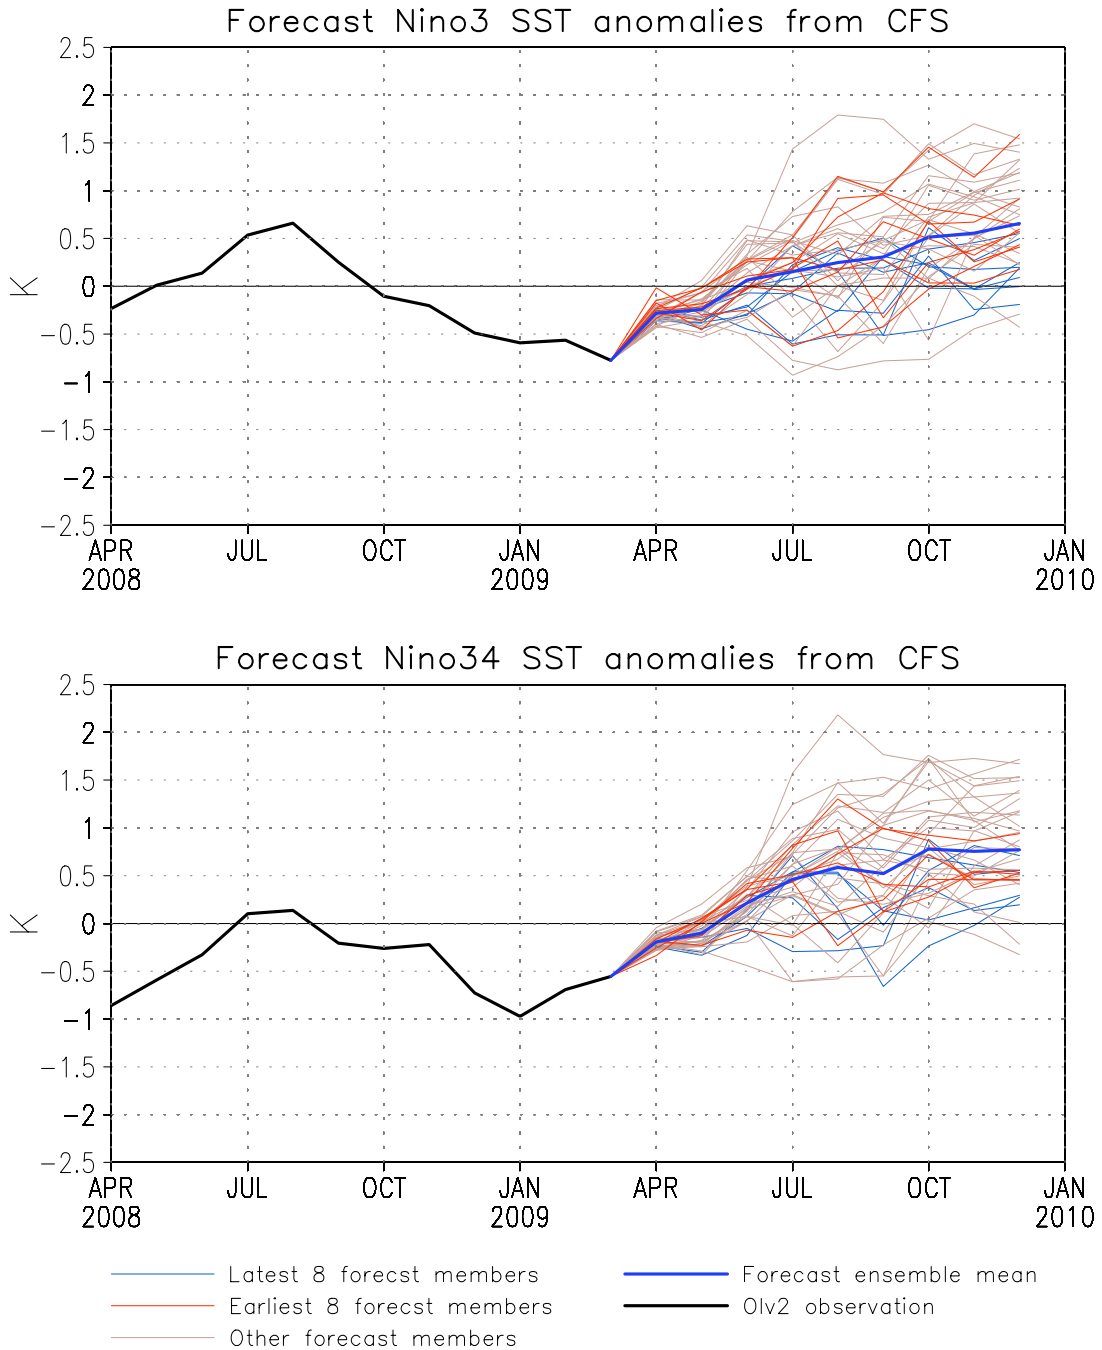 Forecast Nino3 SST anomalies from CFS
2.5
2
1.5
1
0.5
0
−0.5
−1
−1.5
−2
−2.5
K
APR JUL OCT JAN APR JUL OCT JAN
2008 2009 2010
Forecast Nino34 SST anomalies from CFS
2.5
2
1.5
1
0.5
0
−0.5
−1
−1.5
−2
−2.5
K
APR JUL OCT JAN APR JUL OCT JAN
2008 2009 2010
Latest 8 forecst members
Earliest 8 forecst members
Other forecast members
Forecast ensemble mean
OIv2 observation